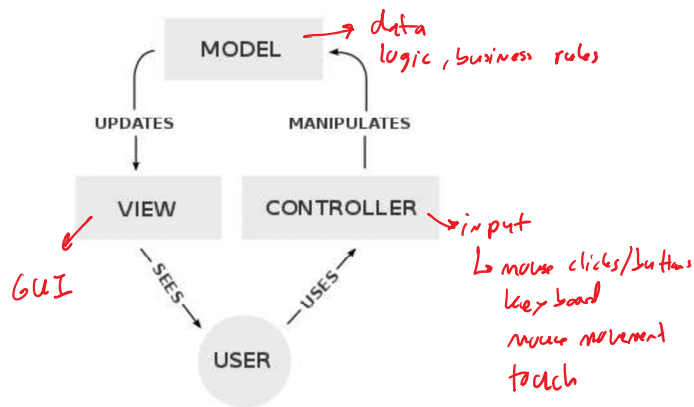 MODEL
data
logic, business rules
UPDATES
MANIPULATES
VIEW
CONTROLLER
GUI
input
mouse clicks/buttons
keyboard
mouse movement
touch
SEES
USES
USER